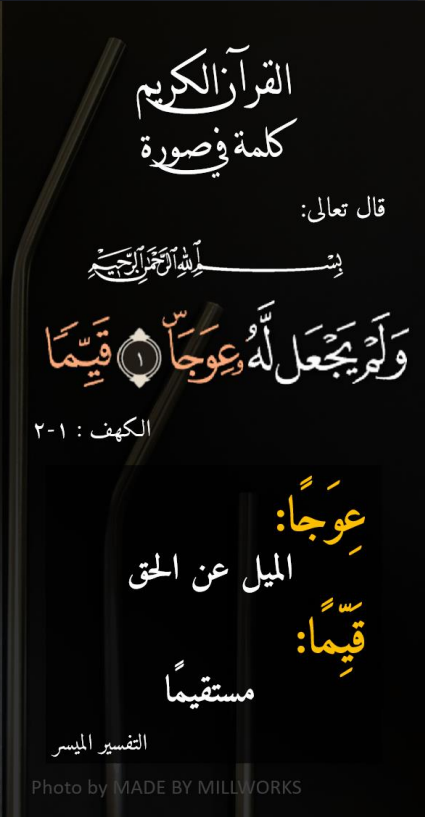 القرآن الكريم
كلمة في صورة
قال تعالى:
بِسْمِ اللَّهِ الرَّحْمَٰنِ الرَّحِيمِ
وَلَمْ يَجْعَل لَّهُۥ عِوَجَاۜ ١ قَيِّمًا
الكهف : ١-٢
عِوَجًا:
الميل عن الحق
قَيِّمًا:
مستقيمًا
التفسير الميسر
Photo by MADE BY MILLWORKS